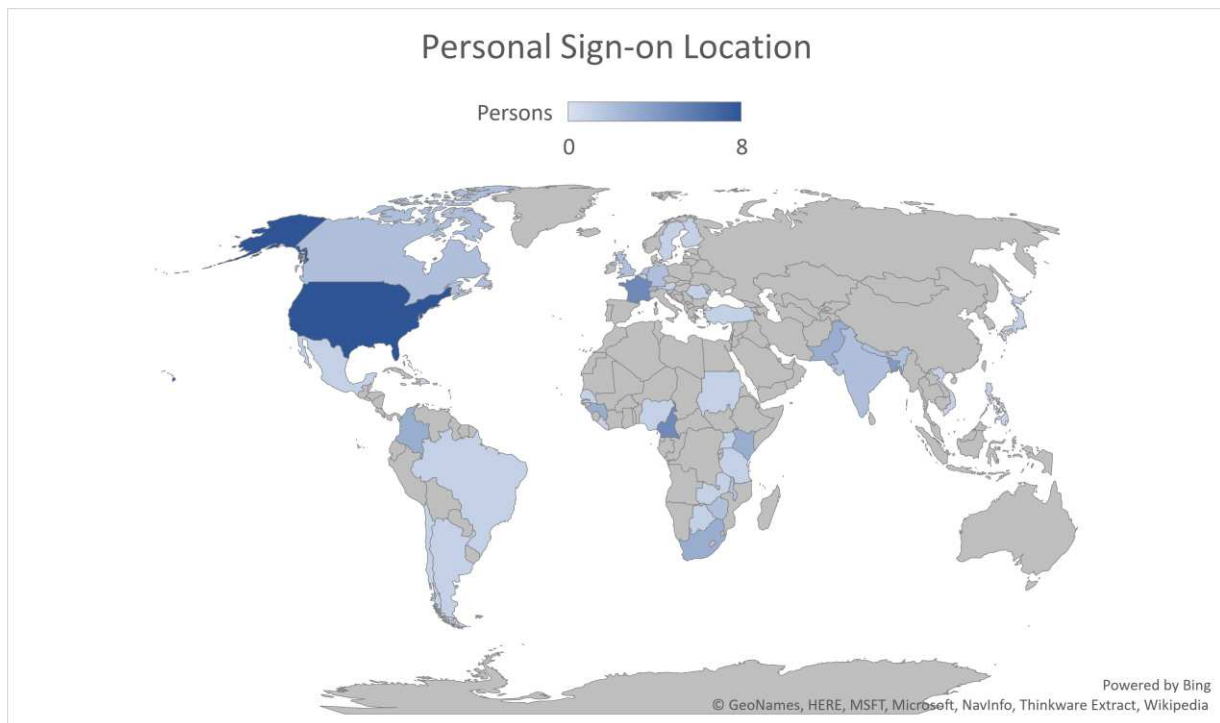 Personal Sign-on Location
Persons
0 8
Powered by Bing
© GeoNames, HERE, MSFT, Microsoft, NavInfo, Thinkware Extract, Wikipedia